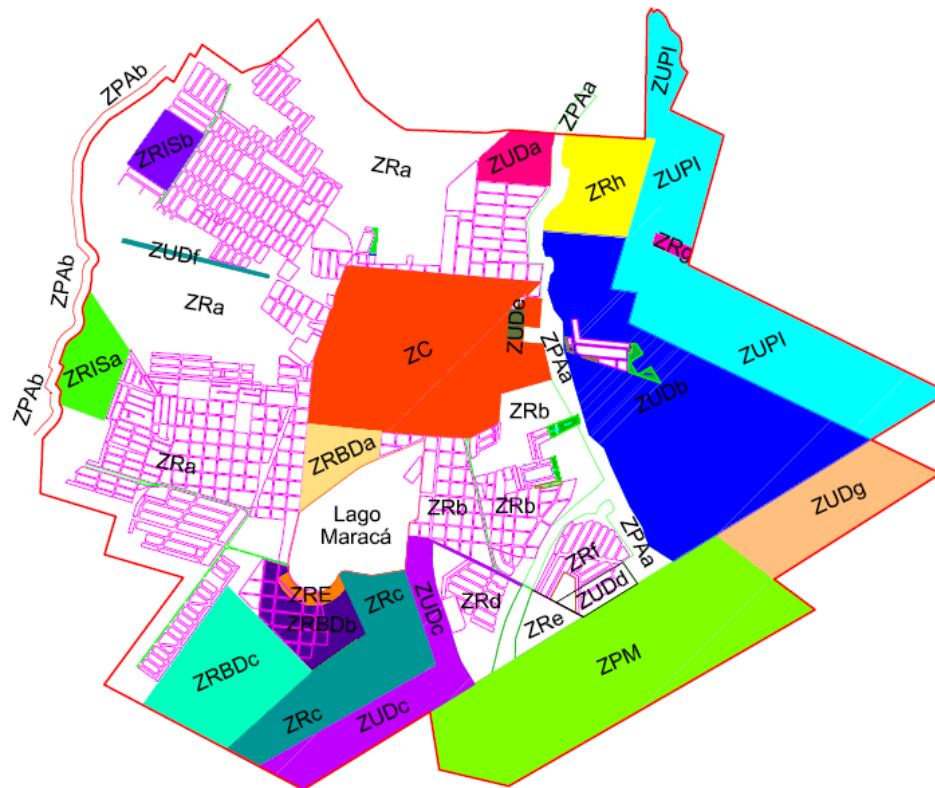 ZUPI
ZPAb
ZPAa
ZRISb
ZRa
ZUDa
ZRh
ZUPI
ZRg
ZUDf
ZPAb
ZRa
ZUDe
ZC
ZPAa
ZUPI
ZRISa
ZPAb
ZUDb
ZRb
ZRBDa
ZRa
ZUDg
ZRb
ZRb
Lago
Maracá
ZPAa
ZRf
ZRE
ZRc
ZUDc
ZRd
ZUDd
ZRBDb
ZRe
ZRBDc
ZPM
ZRc
ZUDc